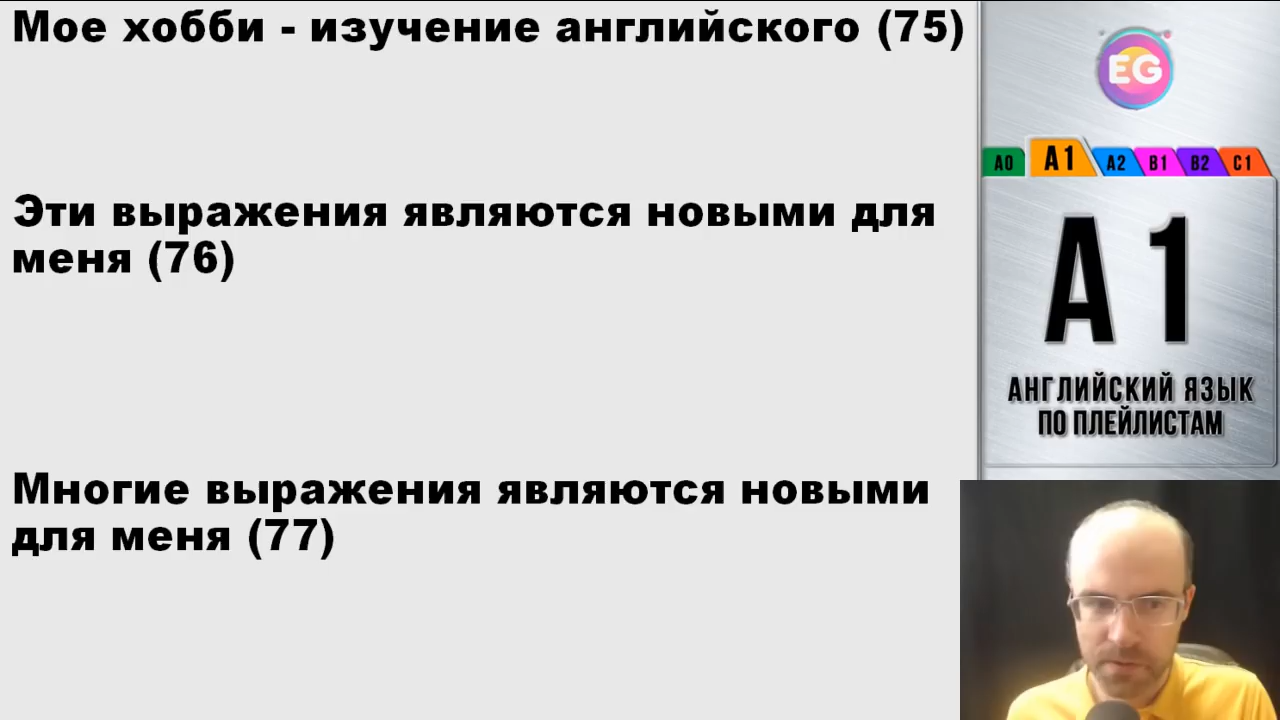 Мое хобби - изучение английского (75)
Эти выражения являются новыми для
меня (76)
Многие выражения являются новыми
для меня (77)
EG
A0 A1 A2 B1 B2 C1
A 1
АНГЛИЙСКИЙ ЯЗЫК
ПО ПЛЕЙЛИСТАМ